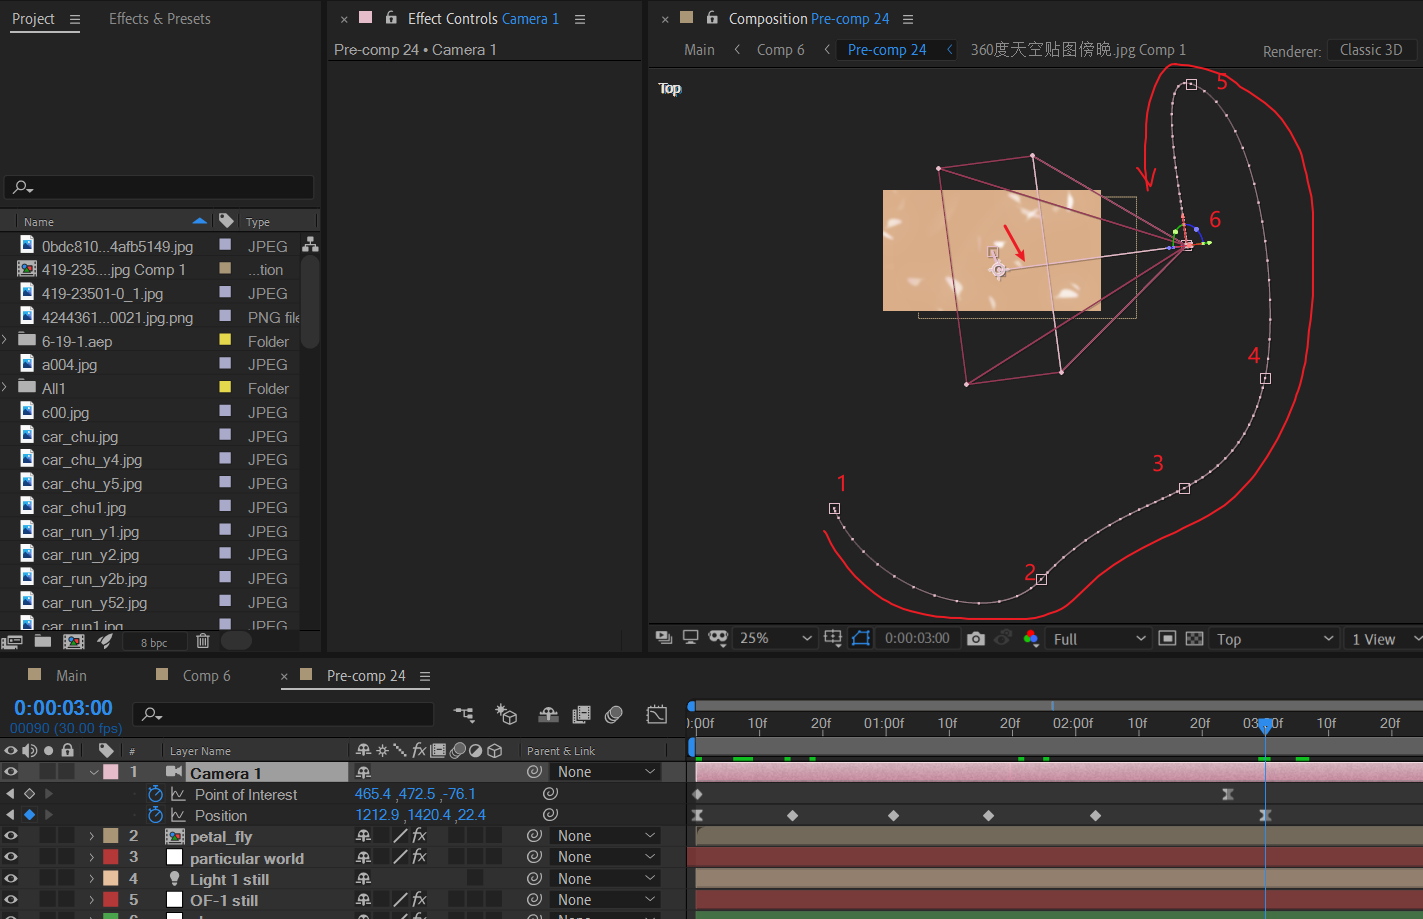 Project
Effects & Presets
Name
Type
0bdc810...4afb5149.jpg
JPEG
419-235....jpg Comp 1
...tion
419-23501-0_1.jpg
JPEG
4244361...0021.jpg.png
PNG file
6-19-1.aep
Folder
a004.jpg
JPEG
All1
Folder
c00.jpg
JPEG
car_chu.jpg
JPEG
car_chu_y4.jpg
JPEG
car_chu_y5.jpg
JPEG
car_chu1.jpg
JPEG
car_run_y1.jpg
JPEG
car_run_y2.jpg
JPEG
car_run_y2b.jpg
JPEG
car_run_y52.jpg
JPEG
car_run1.jpg
JPEG
8 bpc
Effect Controls Camera 1
Pre-comp 24 • Camera 1
Composition Pre-comp 24
Main
Comp 6
Pre-comp 24
360度天空贴图傍晚.jpg Comp 1
Renderer:
Classic 3D
Top
5
6
4
3
1
2
25%
0:00:03:00
Full
Top
1 View
Main
Comp 6
Pre-comp 24
0:00:03:00
00090 (30.00 fps)
):00f
10f
20f
01:00f
10f
20f
02:00f
10f
20f
03:00f
10f
20f
#
Layer Name
fx
Parent & Link
1
Camera 1
None
Point of Interest
465.4 ,472.5 ,-76.1
Position
1212.9 ,1420.4 ,22.4
2
petal_fly
fx
None
3
particular world
fx
None
4
Light 1 still
None
5
OF-1 still
fx
None